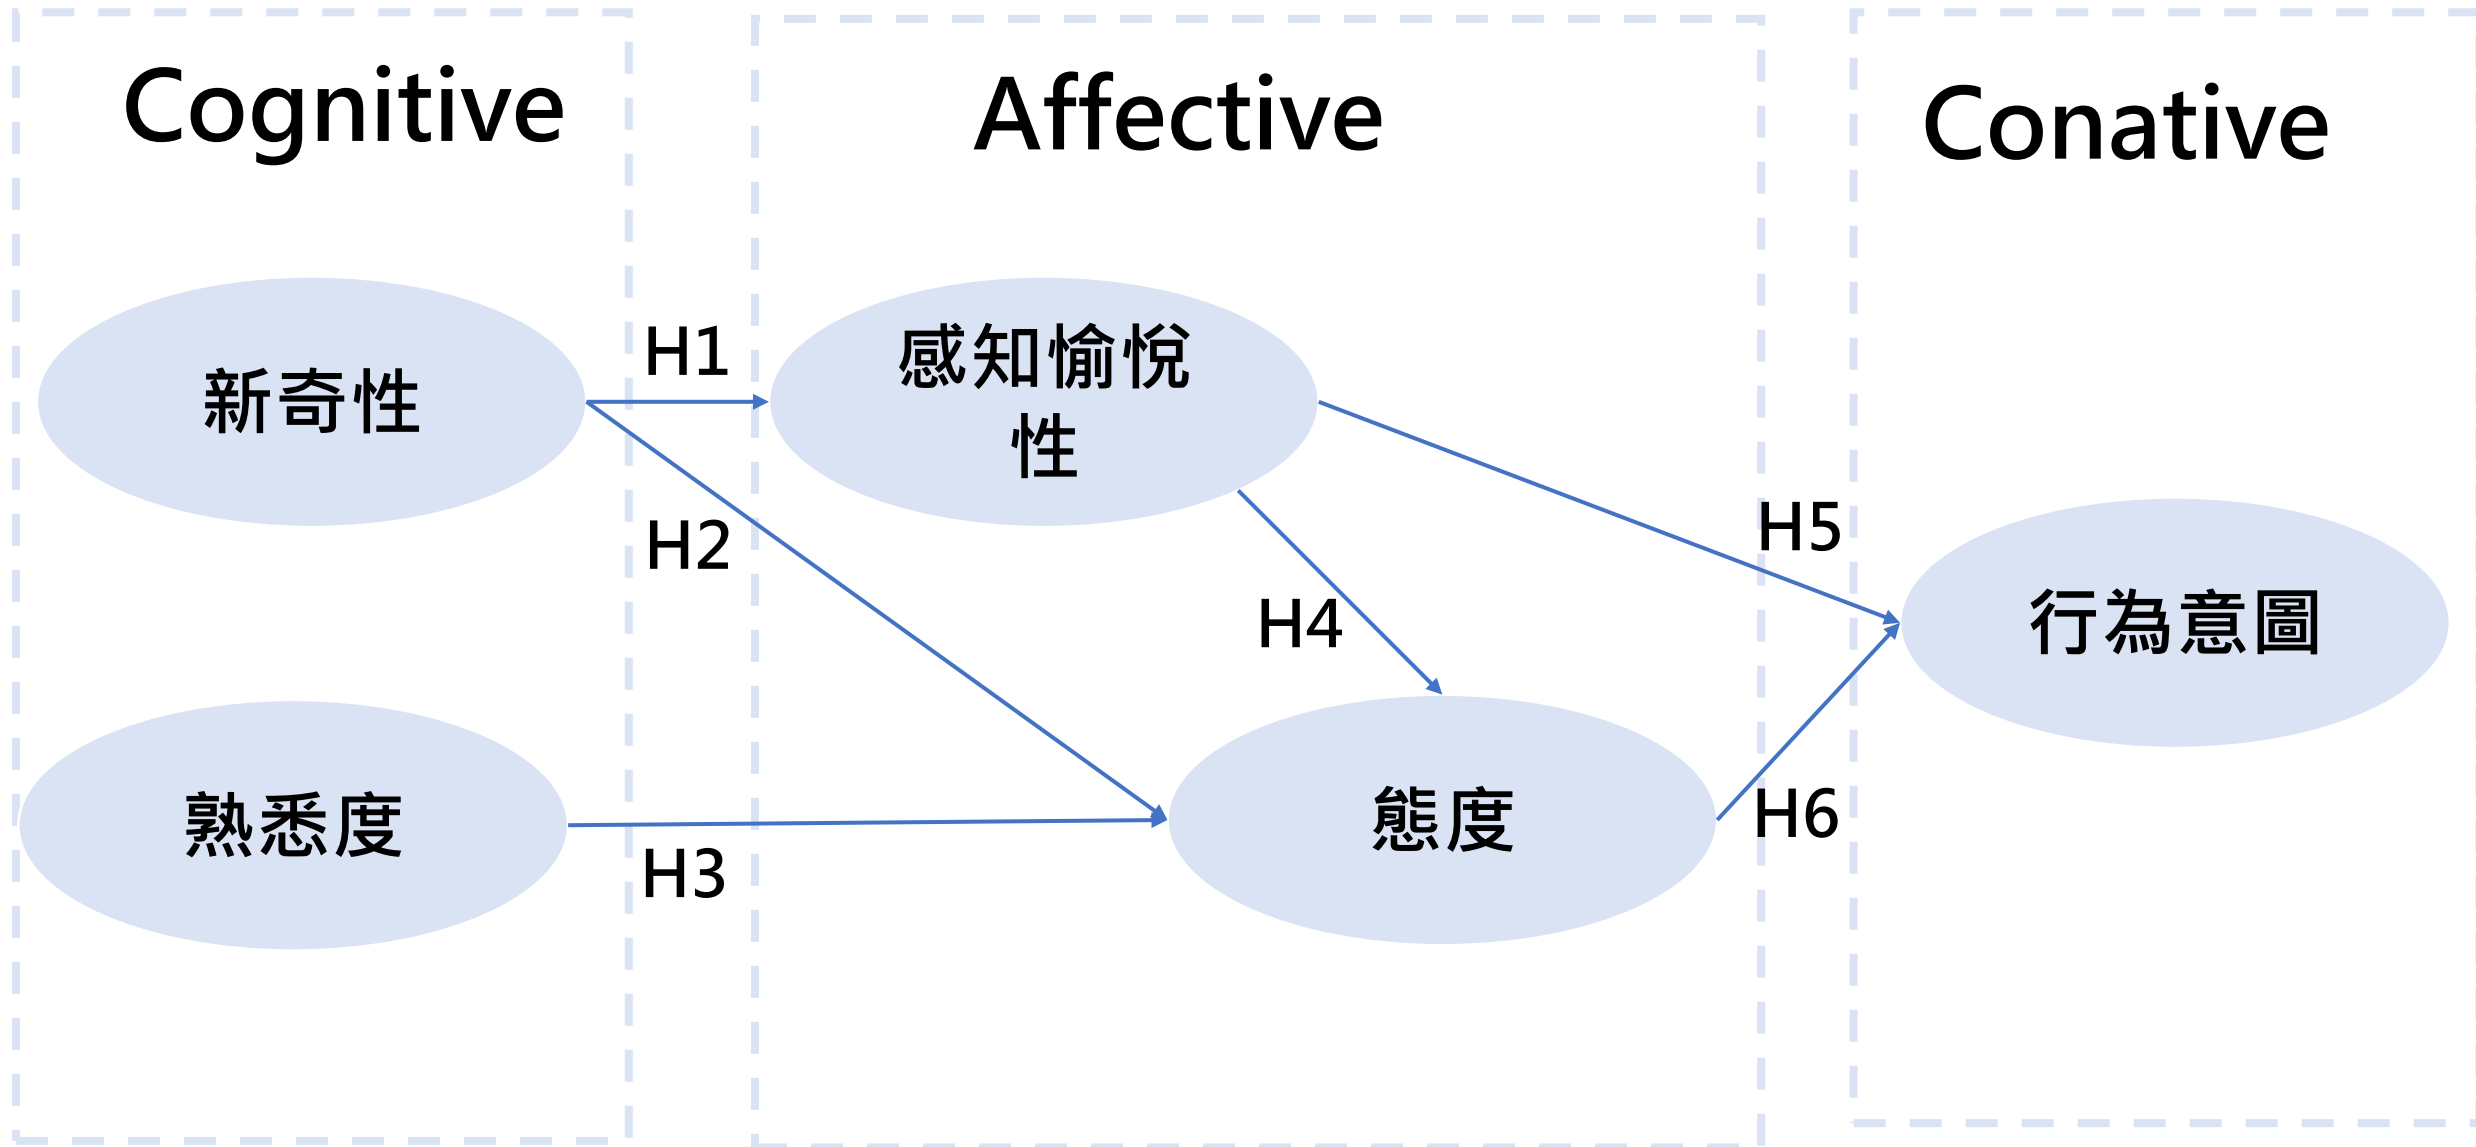 Cognitive
Affective
Conative
新奇性
H1
感知愉悅
性
H2
H5
H4
行為意圖
熟悉度
H3
態度
H6